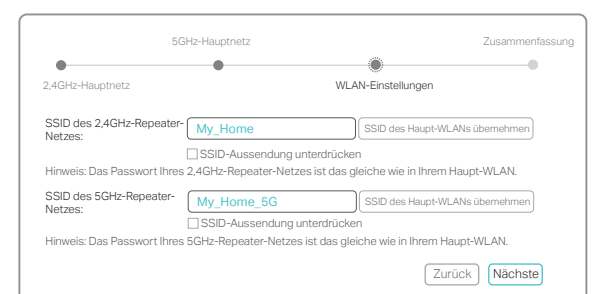 5GHz-Hauptnetz
Zusammenfassung
2,4GHz-Hauptnetz
WLAN-Einstellungen
SSID des 2,4GHz-Repeater-
Netzes:
My_Home
SSID des Haupt-WLANs übernehmen
SSID-Aussendung unterdrücken
Hinweis: Das Passwort Ihres 2,4GHz-Repeater-Netzes ist das gleiche wie in Ihrem Haupt-WLAN.
SSID des 5GHz-Repeater-
Netzes:
My_Home_5G
SSID des Haupt-WLANs übernehmen
SSID-Aussendung unterdrücken
Hinweis: Das Passwort Ihres 5GHz-Repeater-Netzes ist das gleiche wie in Ihrem Haupt-WLAN.
Zurück
Nächste